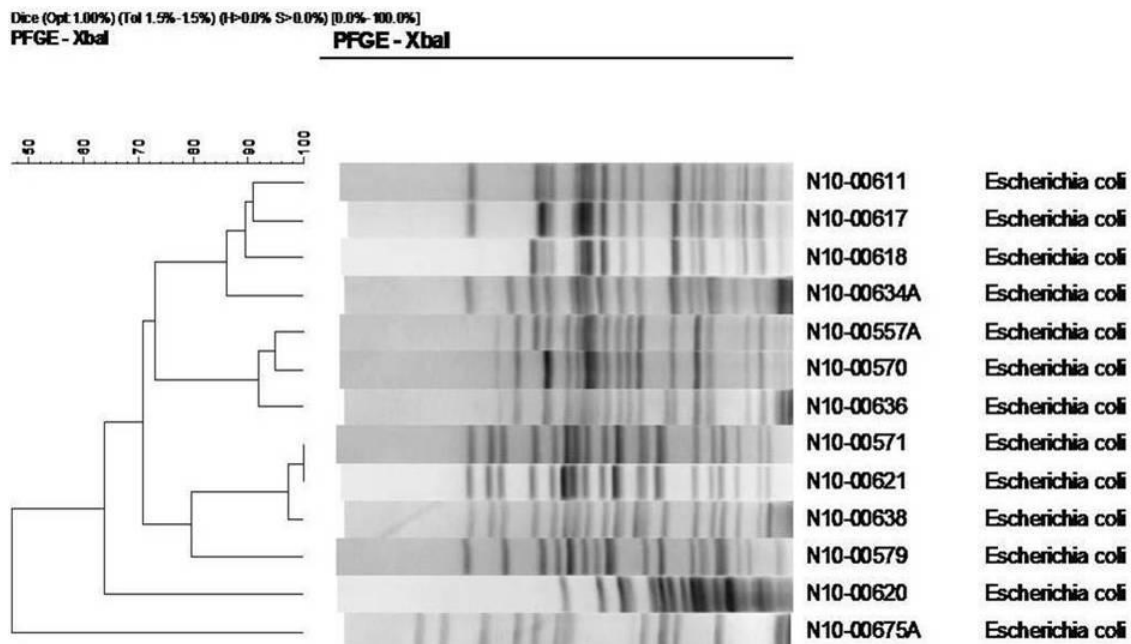 Dice (Opt:1.00%) (Tol 1.5%-1.5%) (H>0.0% S>0.0%) [0.0%-100.0%]
PFGE - XbaI PFGE - XbaI
50 60 70 80 90 100
N10-00611 Escherichia coli
N10-00617 Escherichia coli
N10-00618 Escherichia coli
N10-00634A Escherichia coli
N10-00557A Escherichia coli
N10-00570 Escherichia coli
N10-00636 Escherichia coli
N10-00571 Escherichia coli
N10-00621 Escherichia coli
N10-00638 Escherichia coli
N10-00579 Escherichia coli
N10-00620 Escherichia coli
N10-00675A Escherichia coli